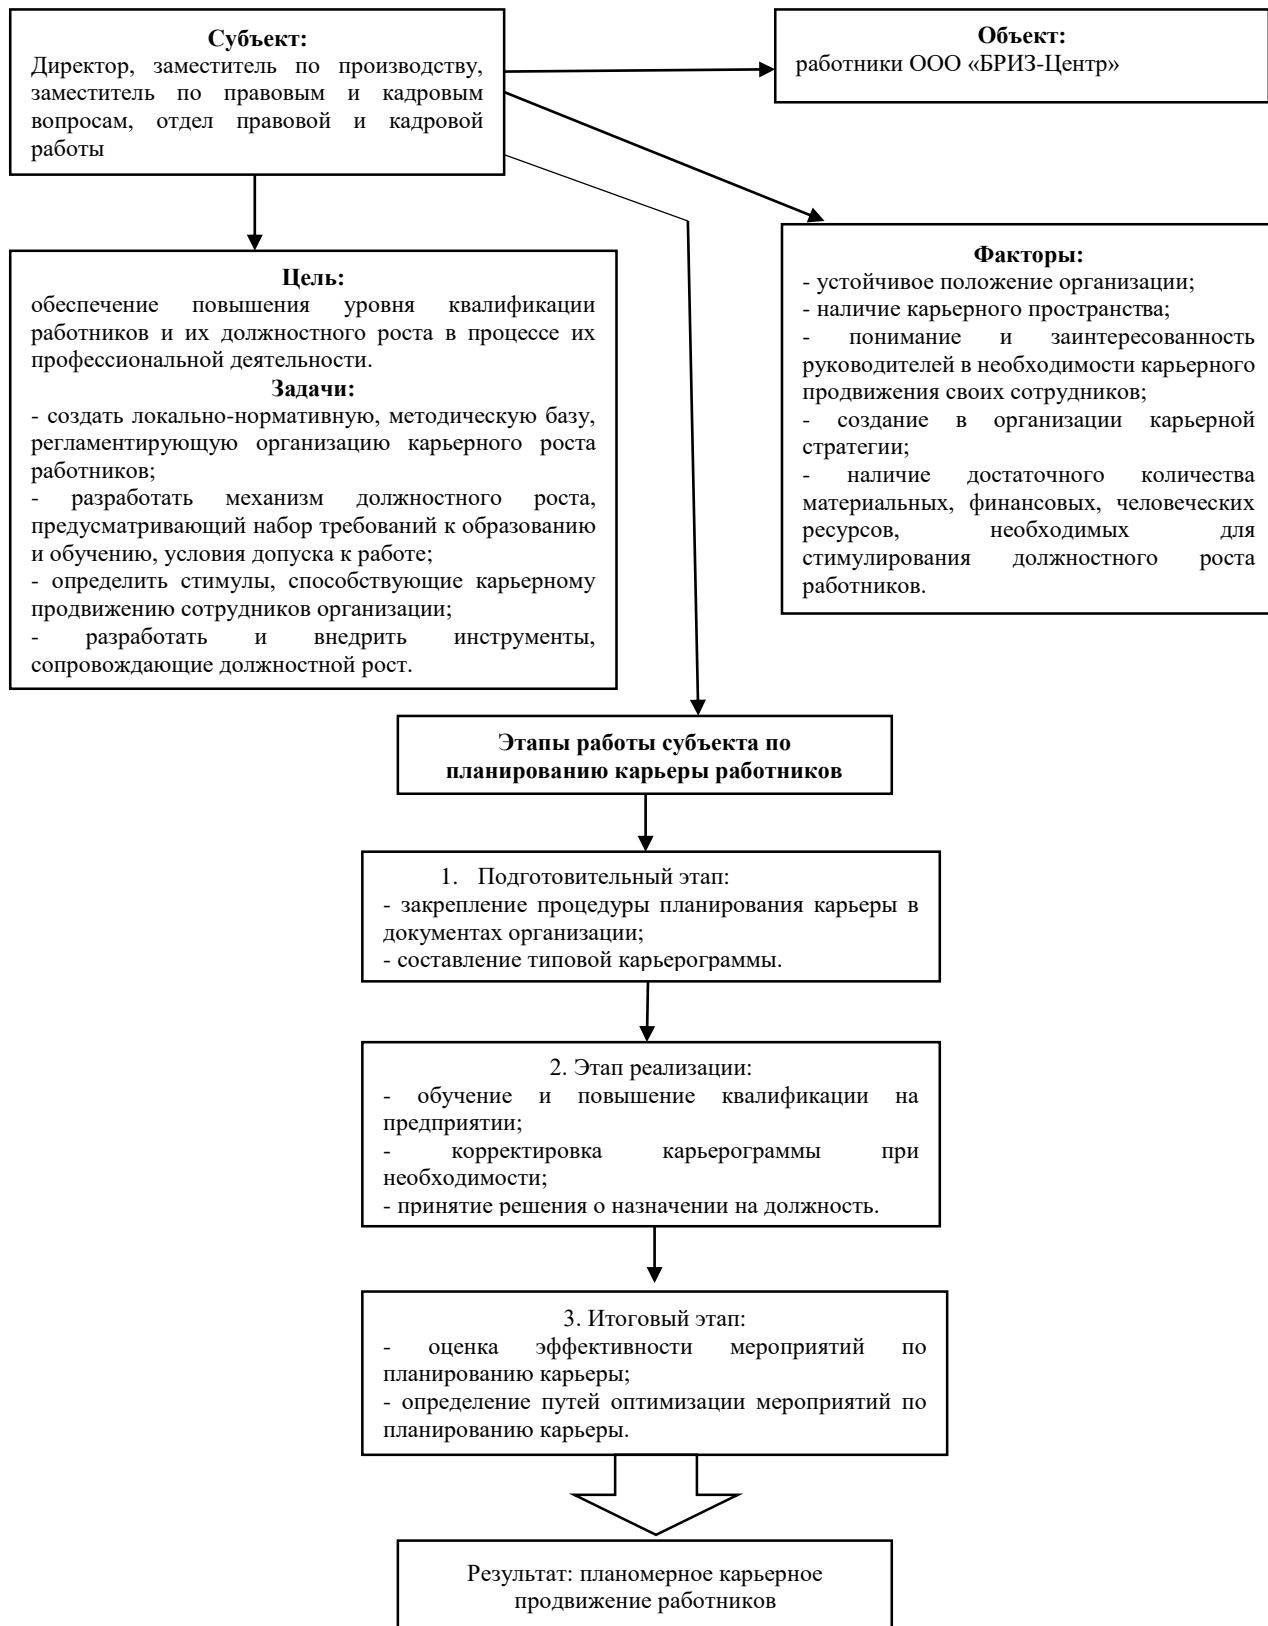 Субъект:
Директор, заместитель по производству,
заместитель по правовым и кадровым
вопросам, отдел правовой и кадровой
работы
Объект:
работники ООО «БРИЗ-Центр»
Цель:
обеспечение повышения уровня квалификации
работников и их должностного роста в процессе их
профессиональной деятельности.
Задачи:
- создать локально-нормативную, методическую базу,
регламентирующую организацию карьерного роста
работников;
- разработать механизм должностного роста,
предусматривающий набор требований к образованию
и обучению, условия допуска к работе;
- определить стимулы, способствующие карьерному
продвижению сотрудников организации;
- разработать и внедрить инструменты,
сопровождающие должностной рост.
Факторы:
- устойчивое положение организации;
- наличие карьерного пространства;
- понимание и заинтересованность
руководителей в необходимости карьерного
продвижения своих сотрудников;
- создание в организации карьерной
стратегии;
- наличие достаточного количества
материальных, финансовых, человеческих
ресурсов, необходимых для
стимулирования должностного роста
работников.
Этапы работы субъекта по
планированию карьеры работников
1. Подготовительный этап:
- закрепление процедуры планирования карьеры в
документах организации;
- составление типовой карьерограммы.
2. Этап реализации:
- обучение и повышение квалификации на
предприятии;
- корректировка карьерограммы при
необходимости;
- принятие решения о назначении на должность.
3. Итоговый этап:
- оценка эффективности мероприятий по
планированию карьеры;
- определение путей оптимизации мероприятий по
планированию карьеры.
Результат: планомерное карьерное
продвижение работников